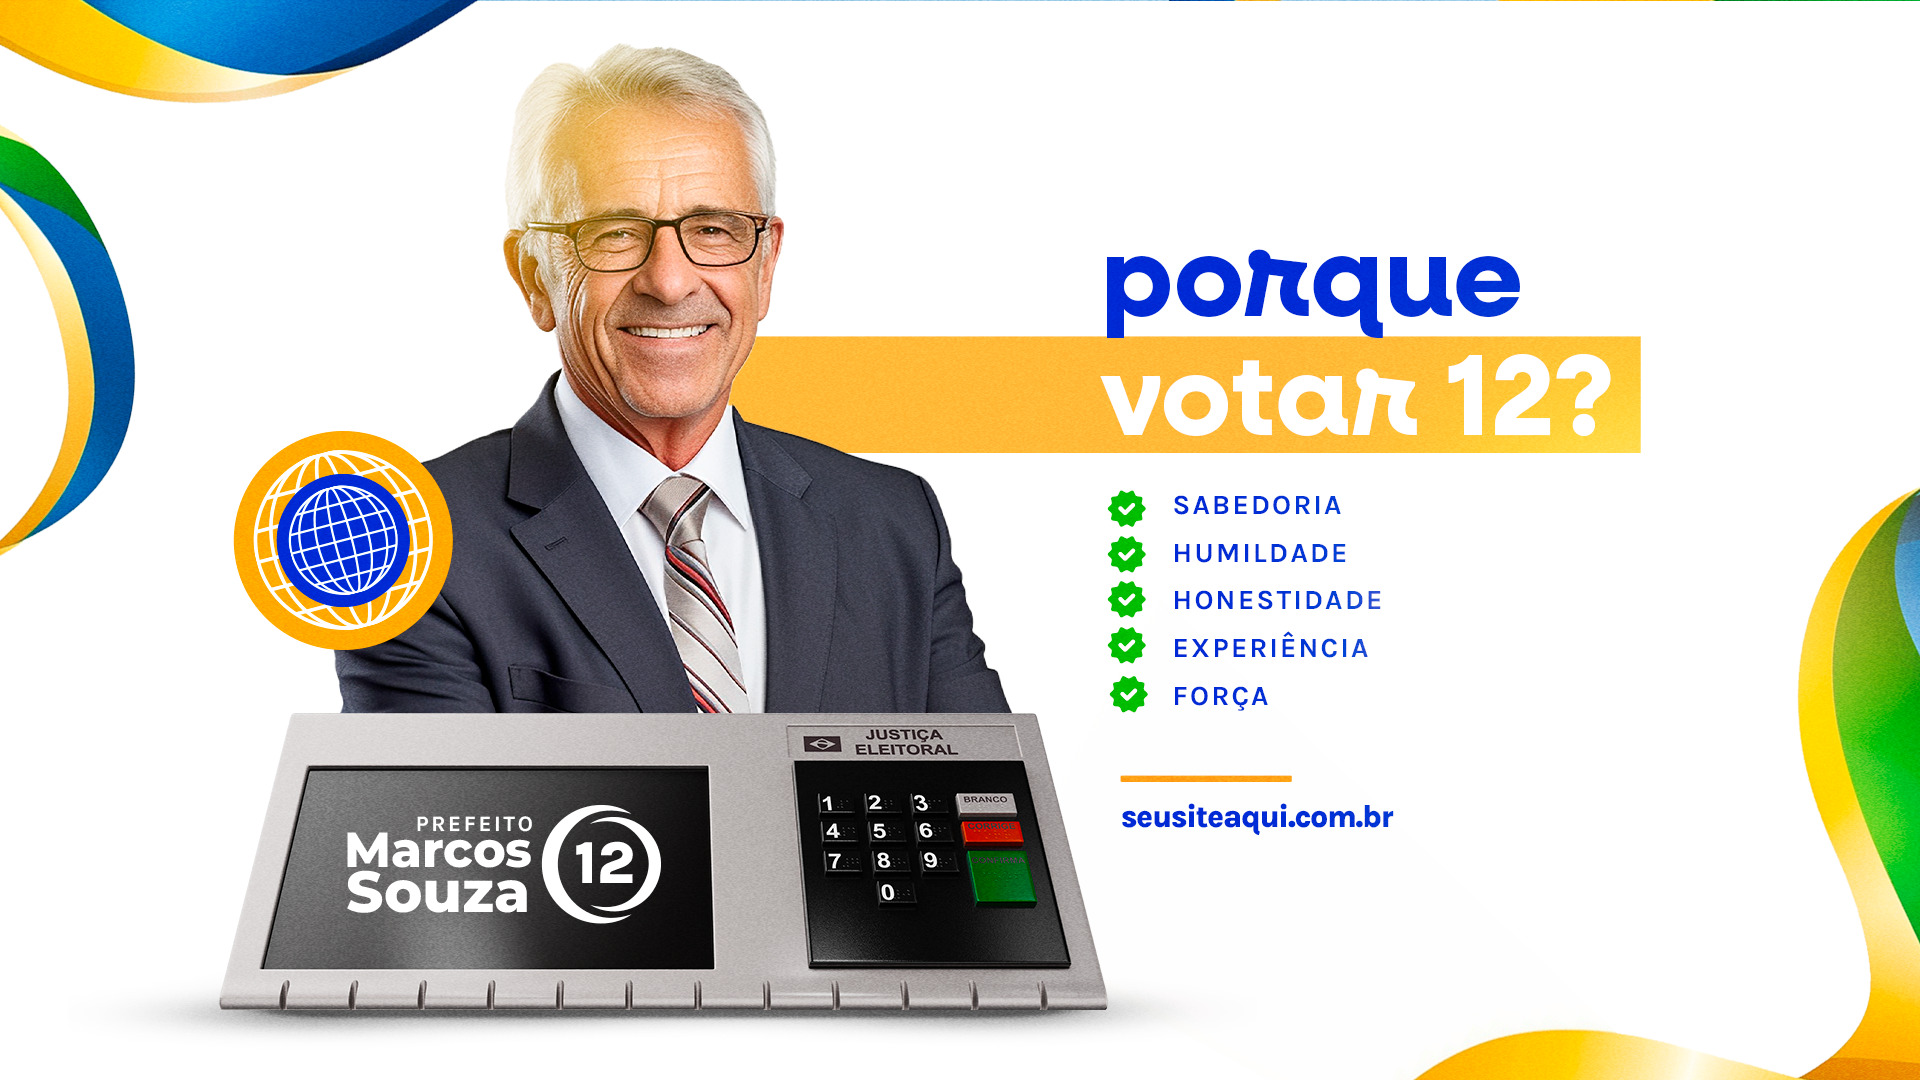 porque
votar 12?
SABEDORIA
HUMILDADE
HONESTIDADE
EXPERIÊNCIA
FORÇA
seusiteaqui.com.br
JUSTIÇA
ELEITORAL
PREFEITO
Marcos
Souza
12
1 2 3 BRANCO
4 5 6 CORRIGE
7 8 9
0